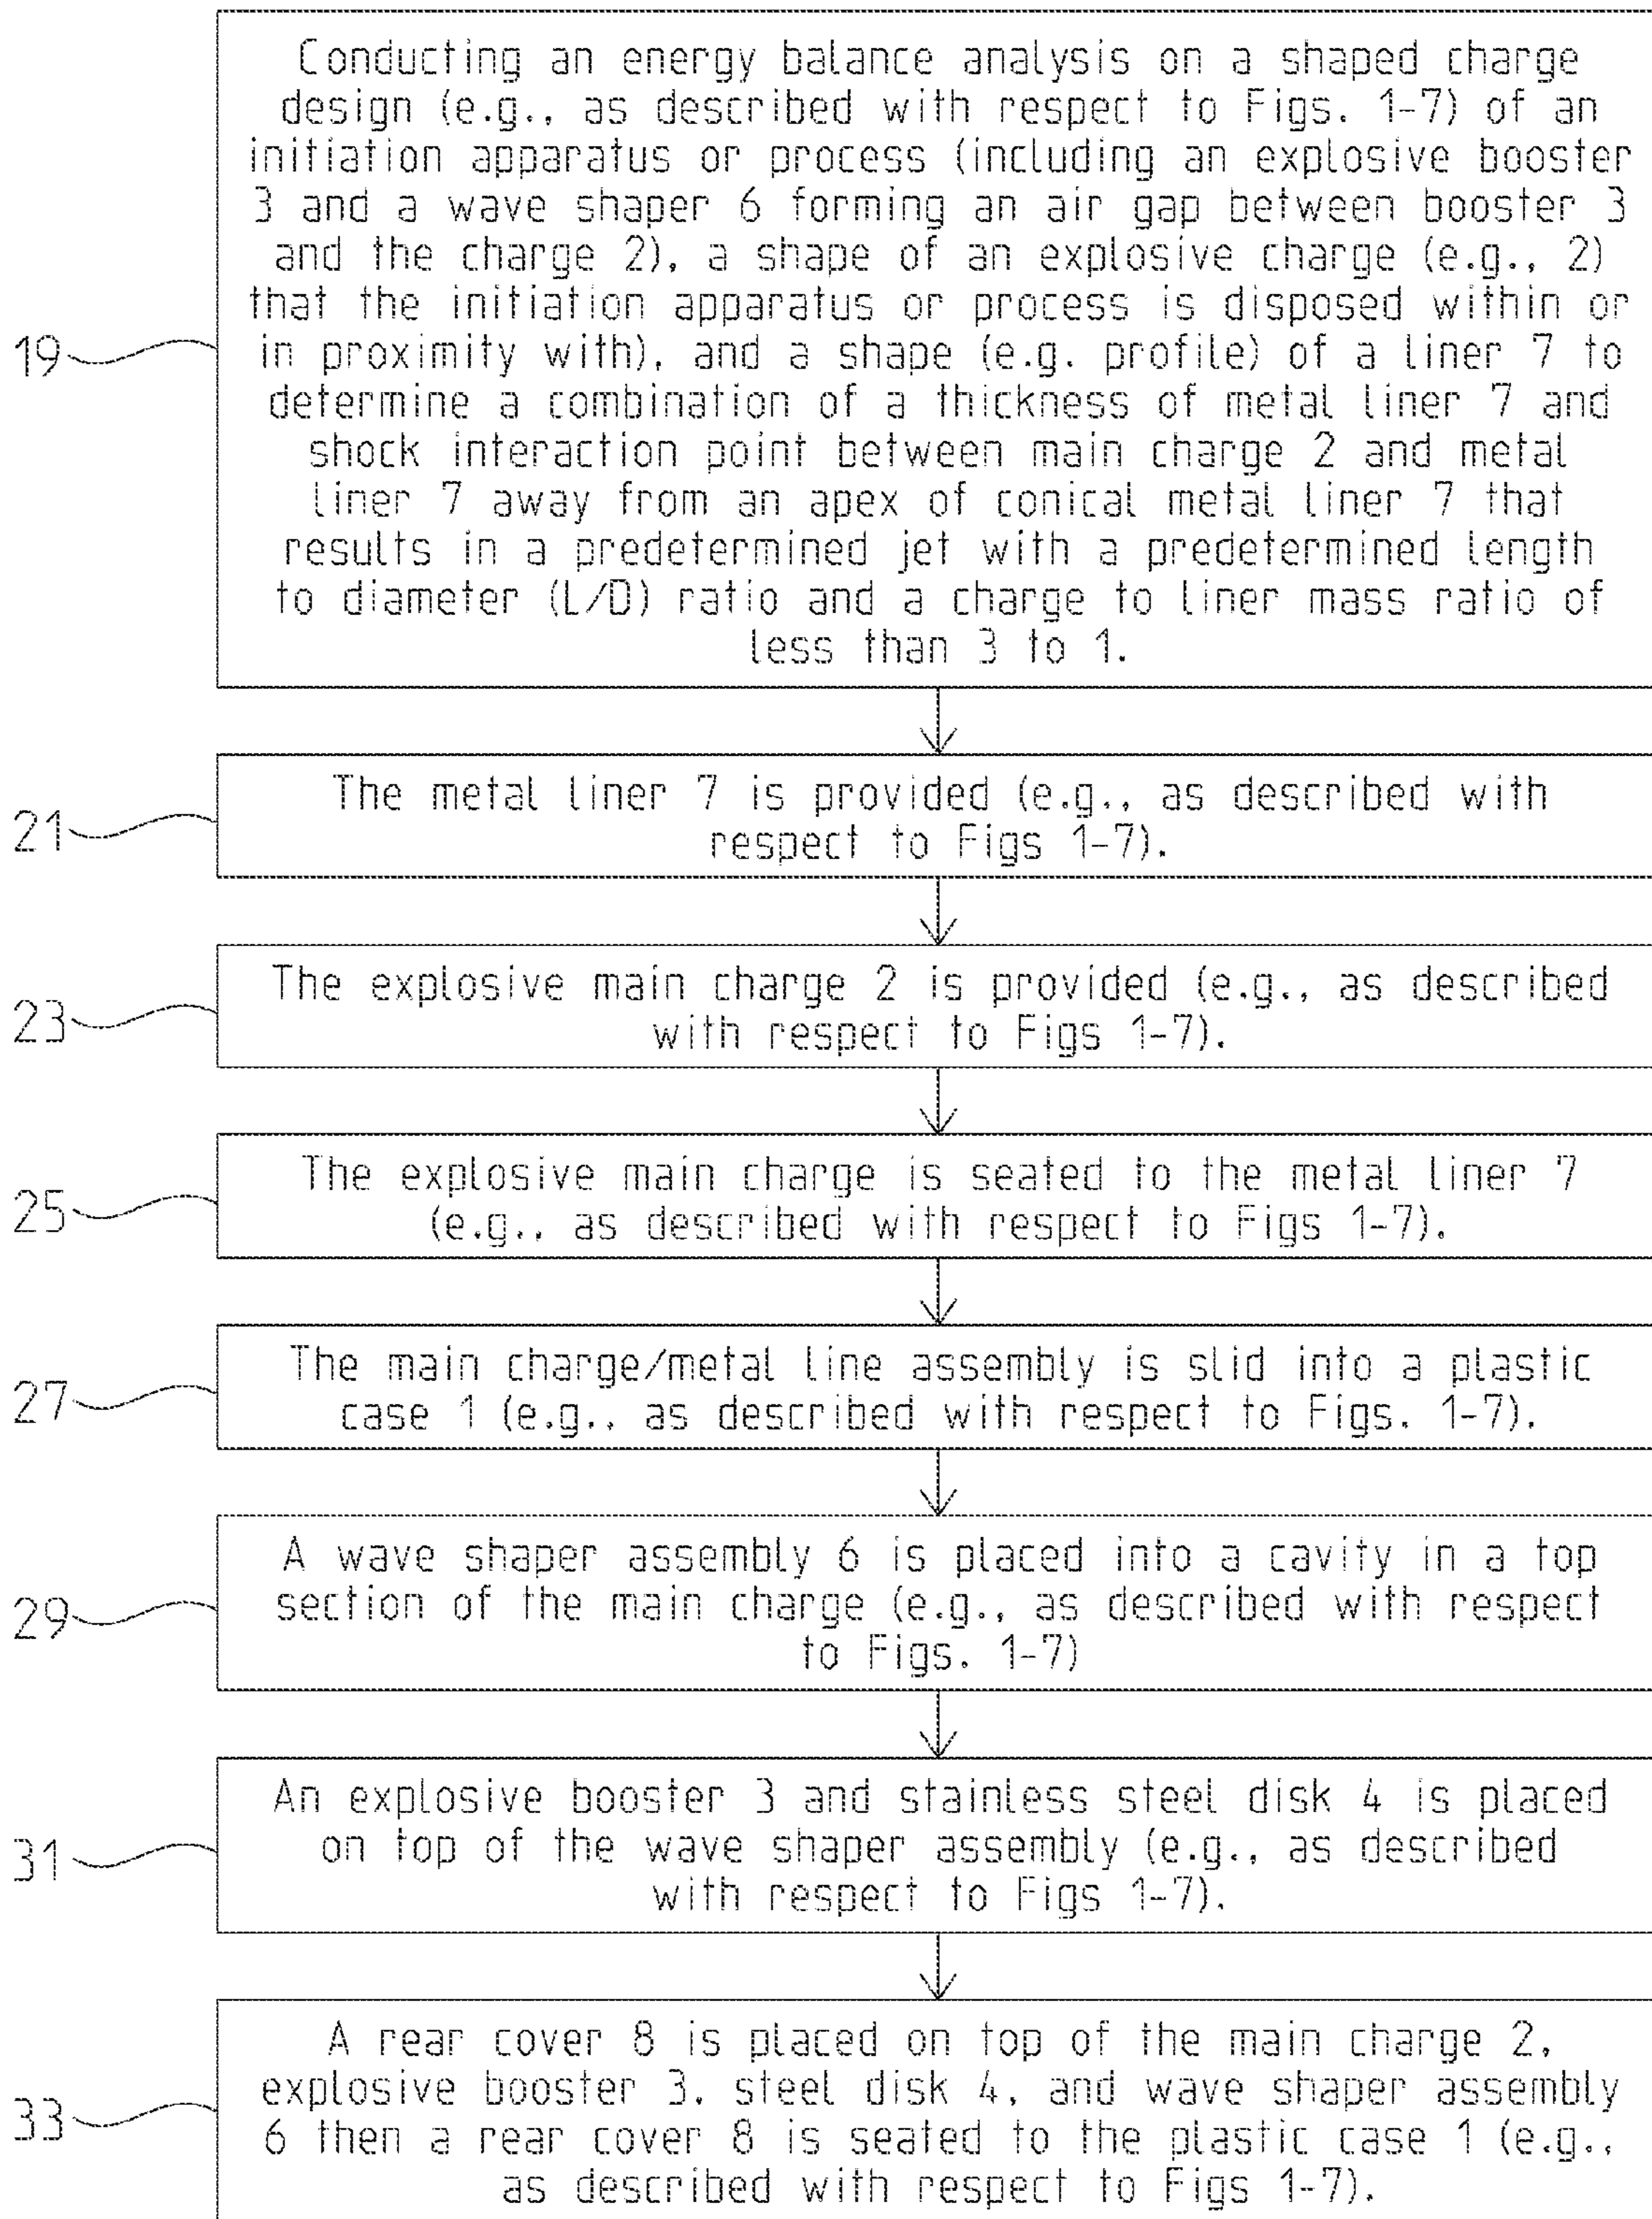 Conducting an energy balance analysis on a shaped charge
design (e.g., as described with respect to Figs. 1-7) of an
initiation apparatus or process (including an explosive booster
3 and a wave shaper 6 forming an air gap between booster 3
and the charge 2), a shape of an explosive charge (e.g., 2)
that the initiation apparatus or process is disposed within or
in proximity with), and a shape (e.g. profile) of a liner 7 to
determine a combination of a thickness of metal liner 7 and
shock interaction point between main charge 2 and metal
liner 7 away from an apex of conical metal liner 7 that
results in a predetermined jet with a predetermined length
to diameter (L/D) ratio and a charge to liner mass ratio of
less than 3 to 1.
19
The metal liner 7 is provided (e.g., as described with
respect to Figs 1-7).
21
The explosive main charge 2 is provided (e.g., as described
with respect to Figs 1-7).
23
The explosive main charge is seated to the metal liner 7
(e.g., as described with respect to Figs 1-7).
25
The main charge/metal line assembly is slid into a plastic
case 1 (e.g., as described with respect to Figs. 1-7).
27
A wave shaper assembly 6 is placed into a cavity in a top
section of the main charge (e.g., as described with respect
to Figs. 1-7)
29
An explosive booster 3 and stainless steel disk 4 is placed
on top of the wave shaper assembly (e.g., as described
with respect to Figs 1-7).
31
A rear cover 8 is placed on top of the main charge 2,
explosive booster 3, steel disk 4, and wave shaper assembly
6 then a rear cover 8 is seated to the plastic case 1 (e.g.,
as described with respect to Figs 1-7).
33